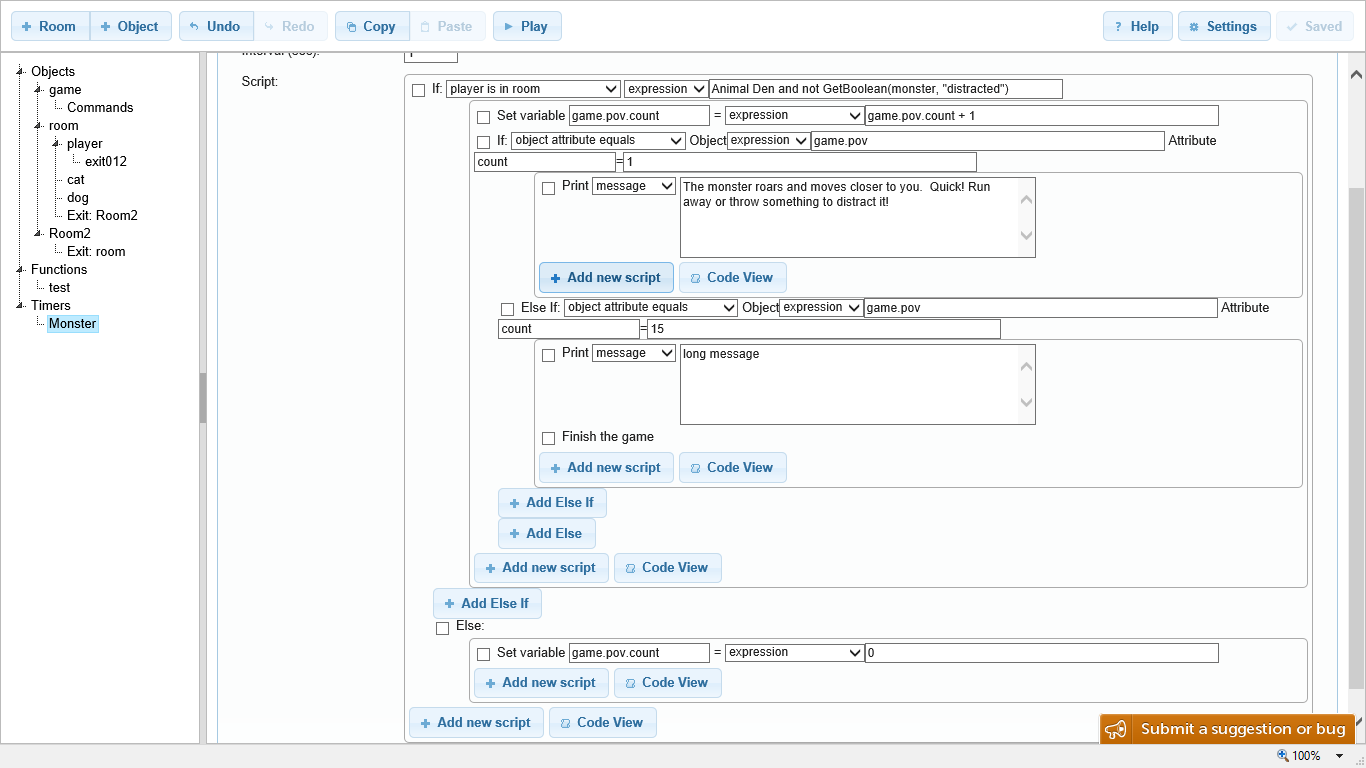 Room Object Undo Redo Copy Paste Play Help Settings Saved
Objects
game
Commands
room
player
exit012
cat
dog
Exit: Room2
Room2
Exit: room
Functions
test
Timers
Monster
Script:
If: player is in room expression Animal Den and not GetBoolean(monster, "distracted")
Set variable game.pov.count = expression game.pov.count + 1
If: object attribute equals Object expression game.pov Attribute
count = 1
Print message The monster roars and moves closer to you. Quick! Run
away or throw something to distract it!
Add new script Code View
Else If: object attribute equals Object expression game.pov Attribute
count = 15
Print message long message
Finish the game
Add new script Code View
Add Else If
Add Else
Add new script Code View
Add Else If
Else:
Set variable game.pov.count = expression 0
Add new script Code View
Add new script Code View
Submit a suggestion or bug
100%